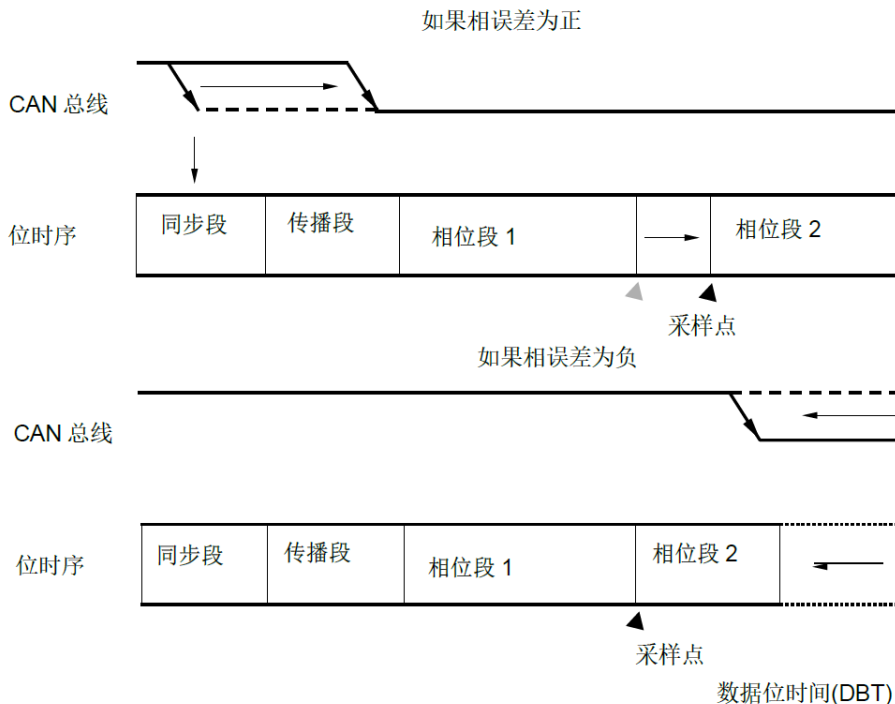 如果相误差为正
CAN 总线
位时序
同步段
传播段
相位段 1
相位段 2
采样点
如果相误差为负
CAN 总线
位时序
同步段
传播段
相位段 1
相位段 2
采样点
数据位时间(DBT)